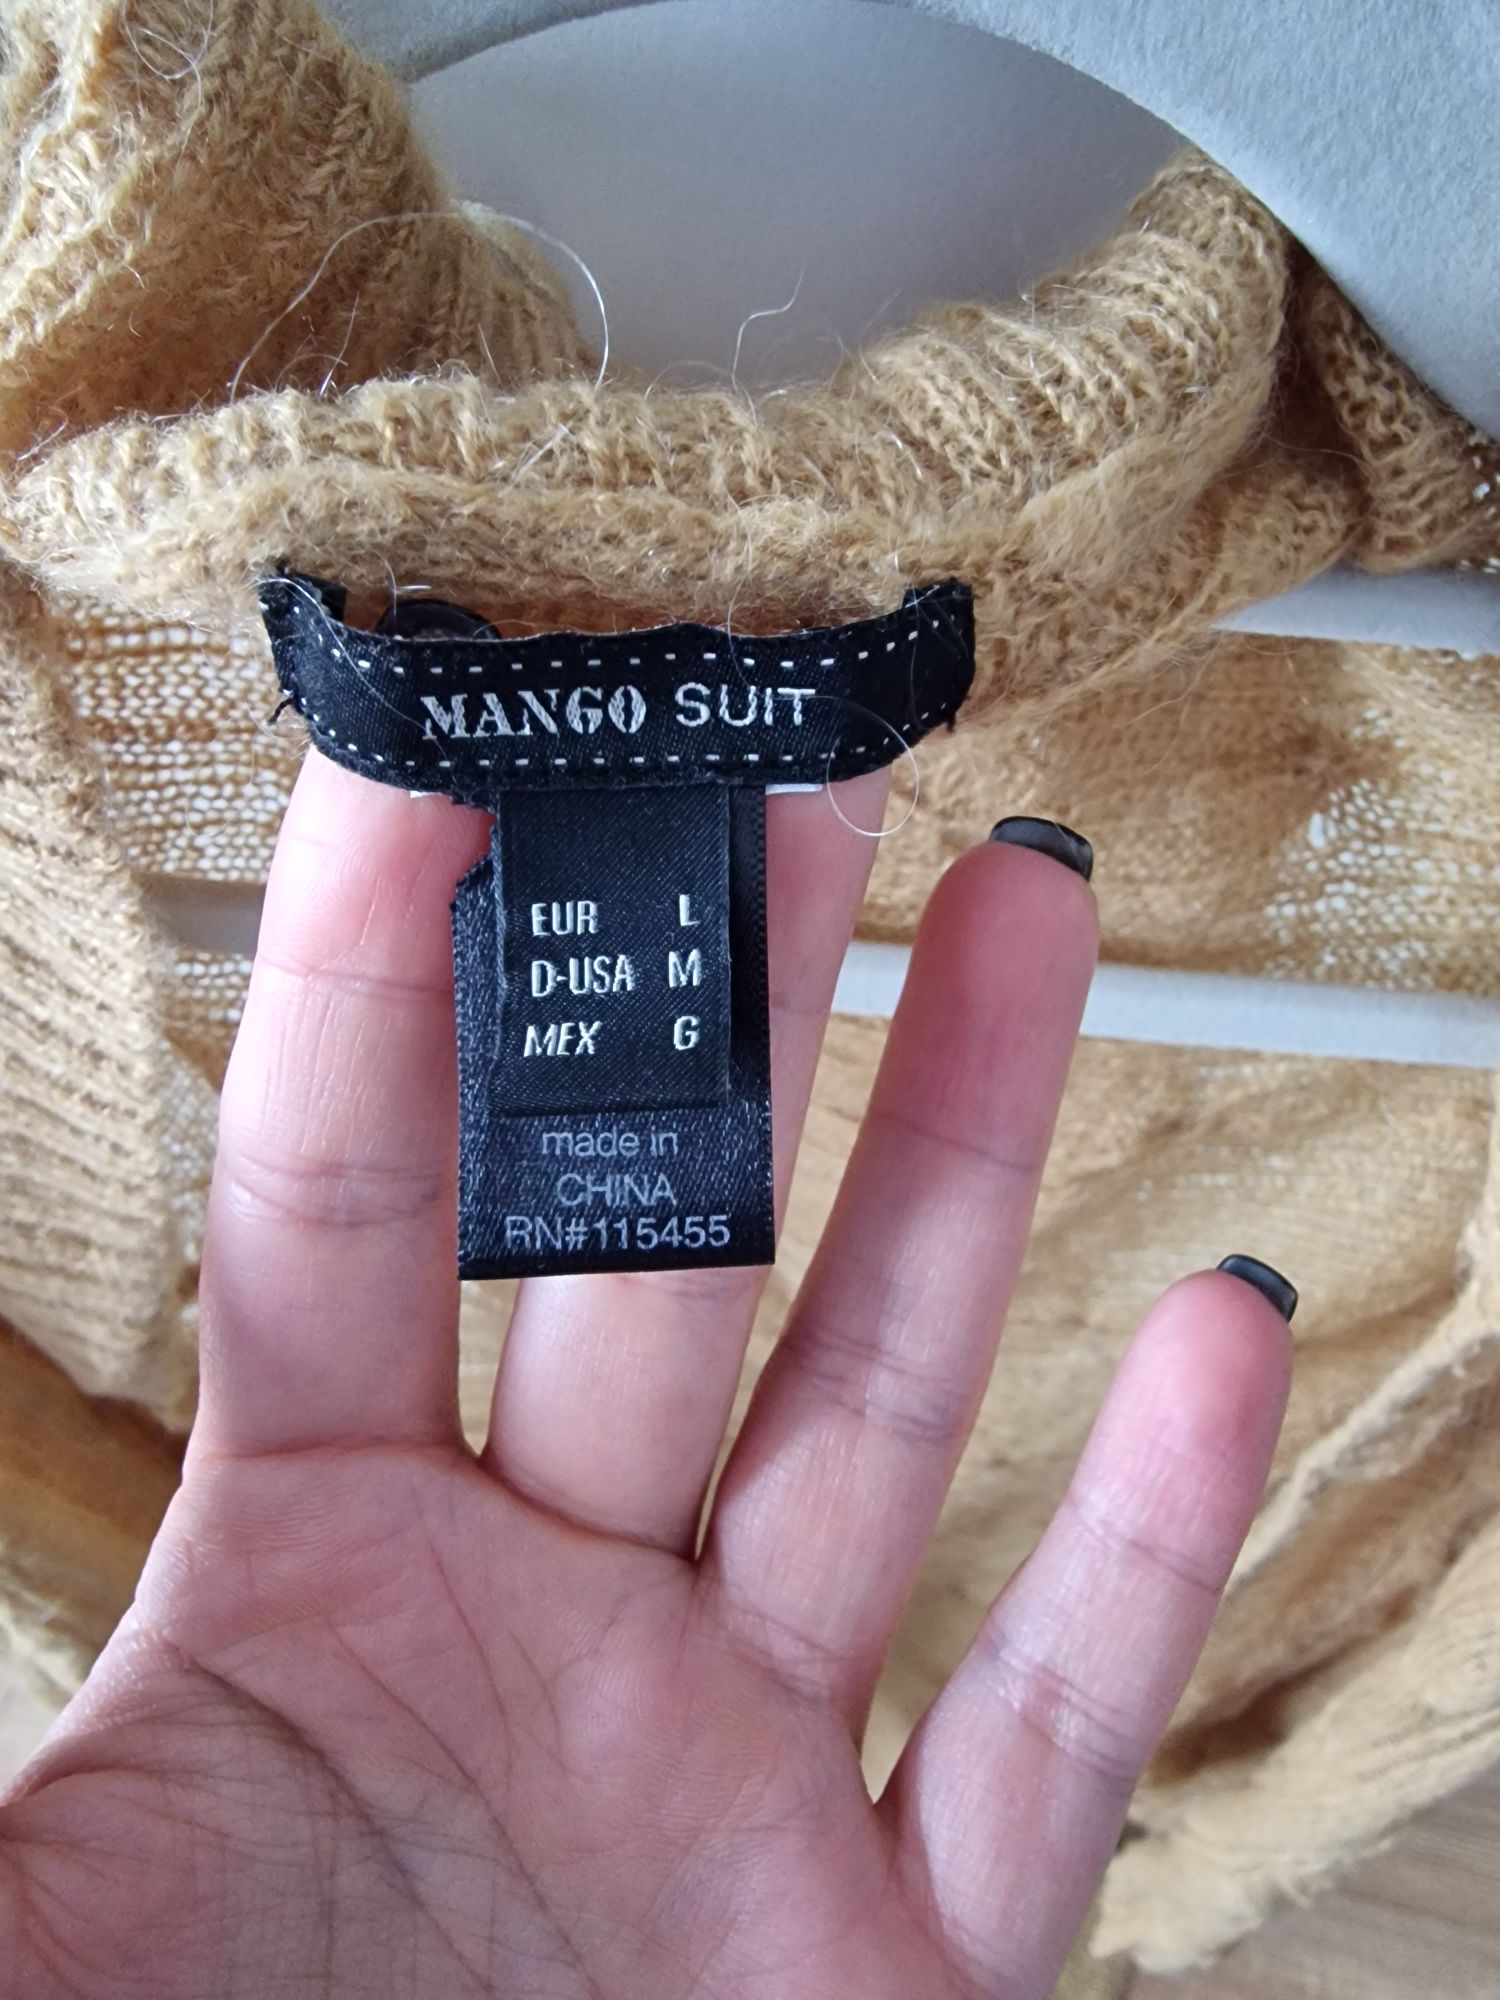 MANGO SUIT
EUR L
D-USA M
MEX G
made in
CHINA
RN#115455